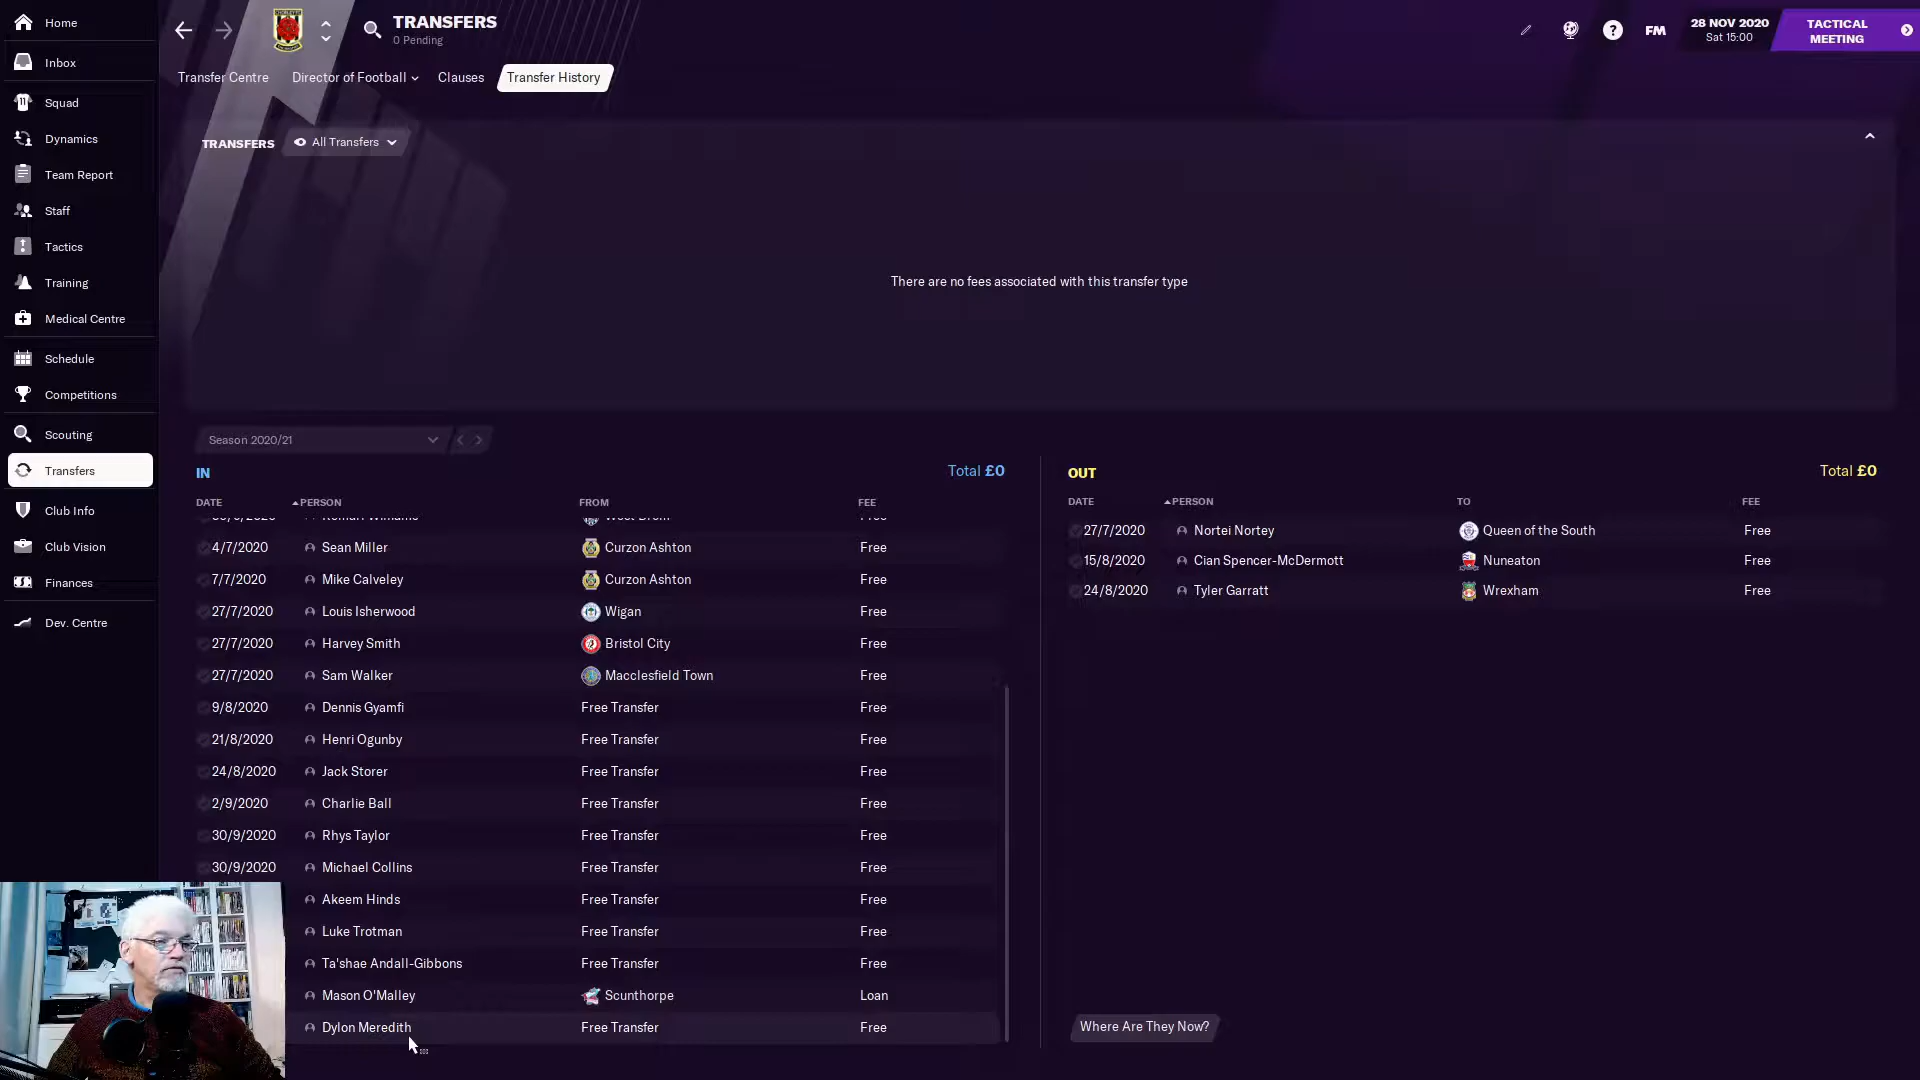 Home
Inbox
Squad
Dynamics
Team Report
Staff
Tactics
Training
Medical Centre
Schedule
Competitions
Scouting
Transfers
Club Info
Club Vision
Finances
Dev. Centre
TRANSFERS
0 Pending
FM
28 NOV 2020
Sat 15:00
TACTICAL
MEETING
Transfer Centre
Director of Football
Clauses
Transfer History
TRANSFERS
All Transfers
There are no fees associated with this transfer type
Season 2020/21
IN
Total £0
DATE PERSON FROM FEE
4/7/2020 Sean Miller Curzon Ashton Free
7/7/2020 Mike Calveley Curzon Ashton Free
27/7/2020 Louis Isherwood Wigan Free
27/7/2020 Harvey Smith Bristol City Free
27/7/2020 Sam Walker Macclesfield Town Free
9/8/2020 Dennis Gyamfi Free Transfer Free
21/8/2020 Henri Ogunby Free Transfer Free
24/8/2020 Jack Storer Free Transfer Free
2/9/2020 Charlie Ball Free Transfer Free
30/9/2020 Rhys Taylor Free Transfer Free
30/9/2020 Michael Collins Free Transfer Free
Akeem Hinds Free Transfer Free
Luke Trotman Free Transfer Free
Ta'shae Andall-Gibbons Free Transfer Free
Mason O'Malley Scunthorpe Loan
Dylon Meredith Free Transfer Free
OUT
Total £0
DATE PERSON TO FEE
27/7/2020 Nortei Nortey Queen of the South Free
15/8/2020 Cian Spencer-McDermott Nuneaton Free
24/8/2020 Tyler Garratt Wrexham Free
Where Are They Now?